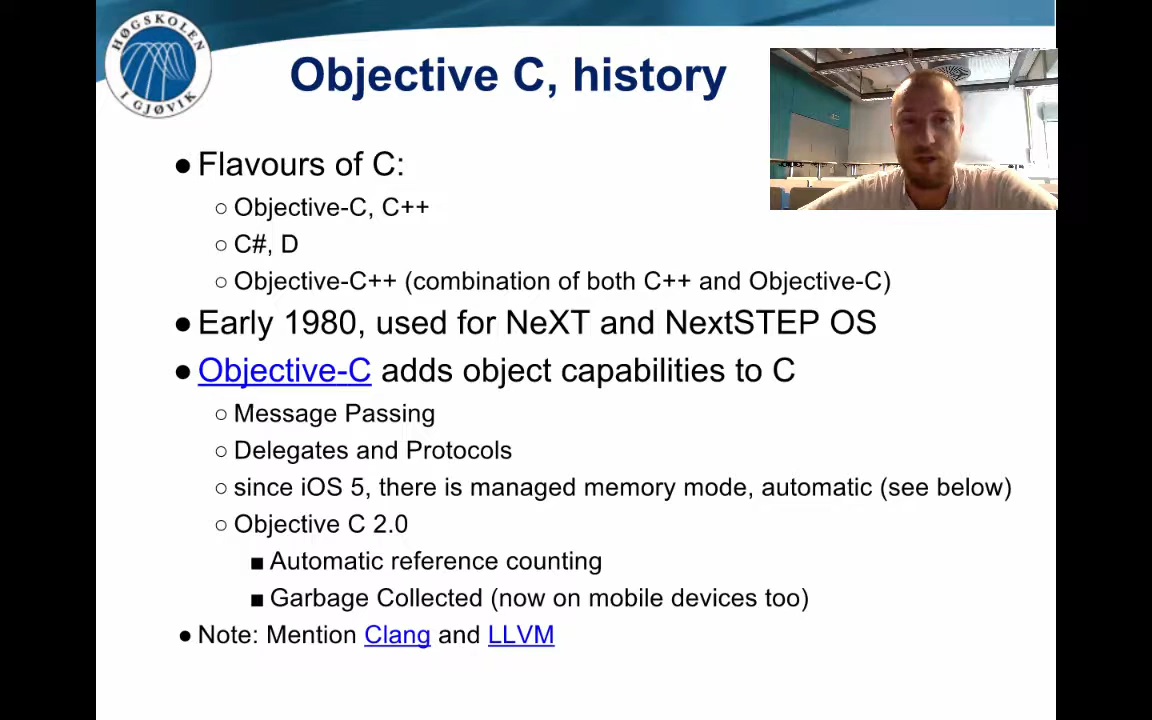 HØGSKOLEN
I GJØVIK
Objective C, history
● Flavours of C:
○ Objective-C, C++
○ C#, D
○ Objective-C++ (combination of both C++ and Objective-C)
● Early 1980, used for NeXT and NextSTEP OS
● Objective-C adds object capabilities to C
○ Message Passing
○ Delegates and Protocols
○ since iOS 5, there is managed memory mode, automatic (see below)
○ Objective C 2.0
■ Automatic reference counting
■ Garbage Collected (now on mobile devices too)
● Note: Mention Clang and LLVM